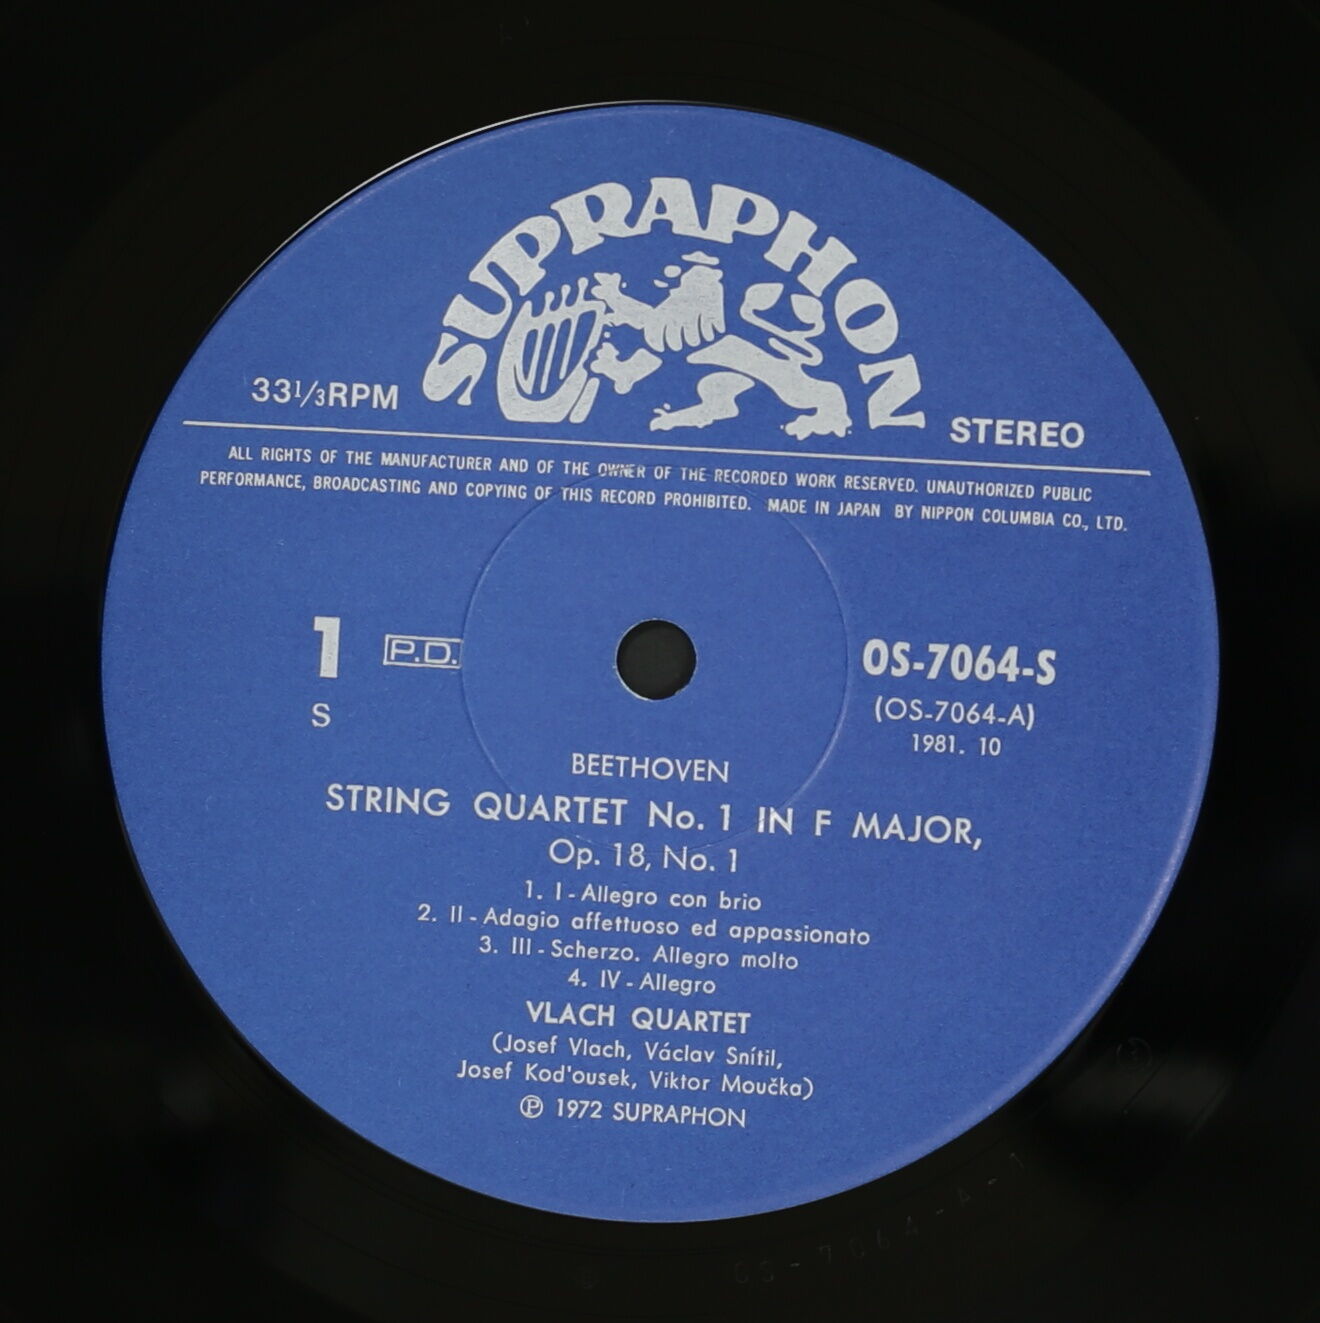 SUPRAPHON
33 1/3 RPM
STEREO
ALL RIGHTS OF THE MANUFACTURER AND OF THE OWNER OF THE RECORDED WORK RESERVED. UNAUTHORIZED PUBLIC
PERFORMANCE, BROADCASTING AND COPYING OF THIS RECORD PROHIBITED. MADE IN JAPAN BY NIPPON COLUMBIA CO., LTD.
1
P.D.
OS-7064-S
S
(OS-7064-A)
1981. 10
BEETHOVEN
STRING QUARTET No. 1 IN F MAJOR,
Op. 18, No. 1
1. I - Allegro con brio
2. II - Adagio affettuoso ed appassionato
3. III - Scherzo. Allegro molto
4. IV - Allegro
VLACH QUARTET
(Josef Vlach, Václav Snítil,
Josef Kod'ousek, Viktor Moučka)
Ⓟ 1972 SUPRAPHON